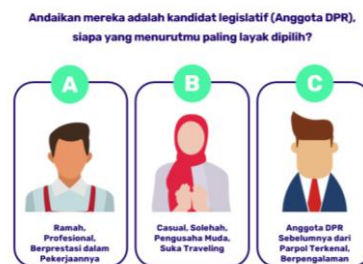 Andaikan mereka adalah kandidat legislatif (Anggota DPR),
siapa yang menurutmu paling layak dipilih?
A
B
C
Ramah,
Profesional,
Berprestasi dalam
Pekerjaannya
Casual, Solehah,
Pengusaha Muda,
Suka Traveling
Anggota DPR
Sebelumnya dari
Parpol Terkenal,
Berpengalaman